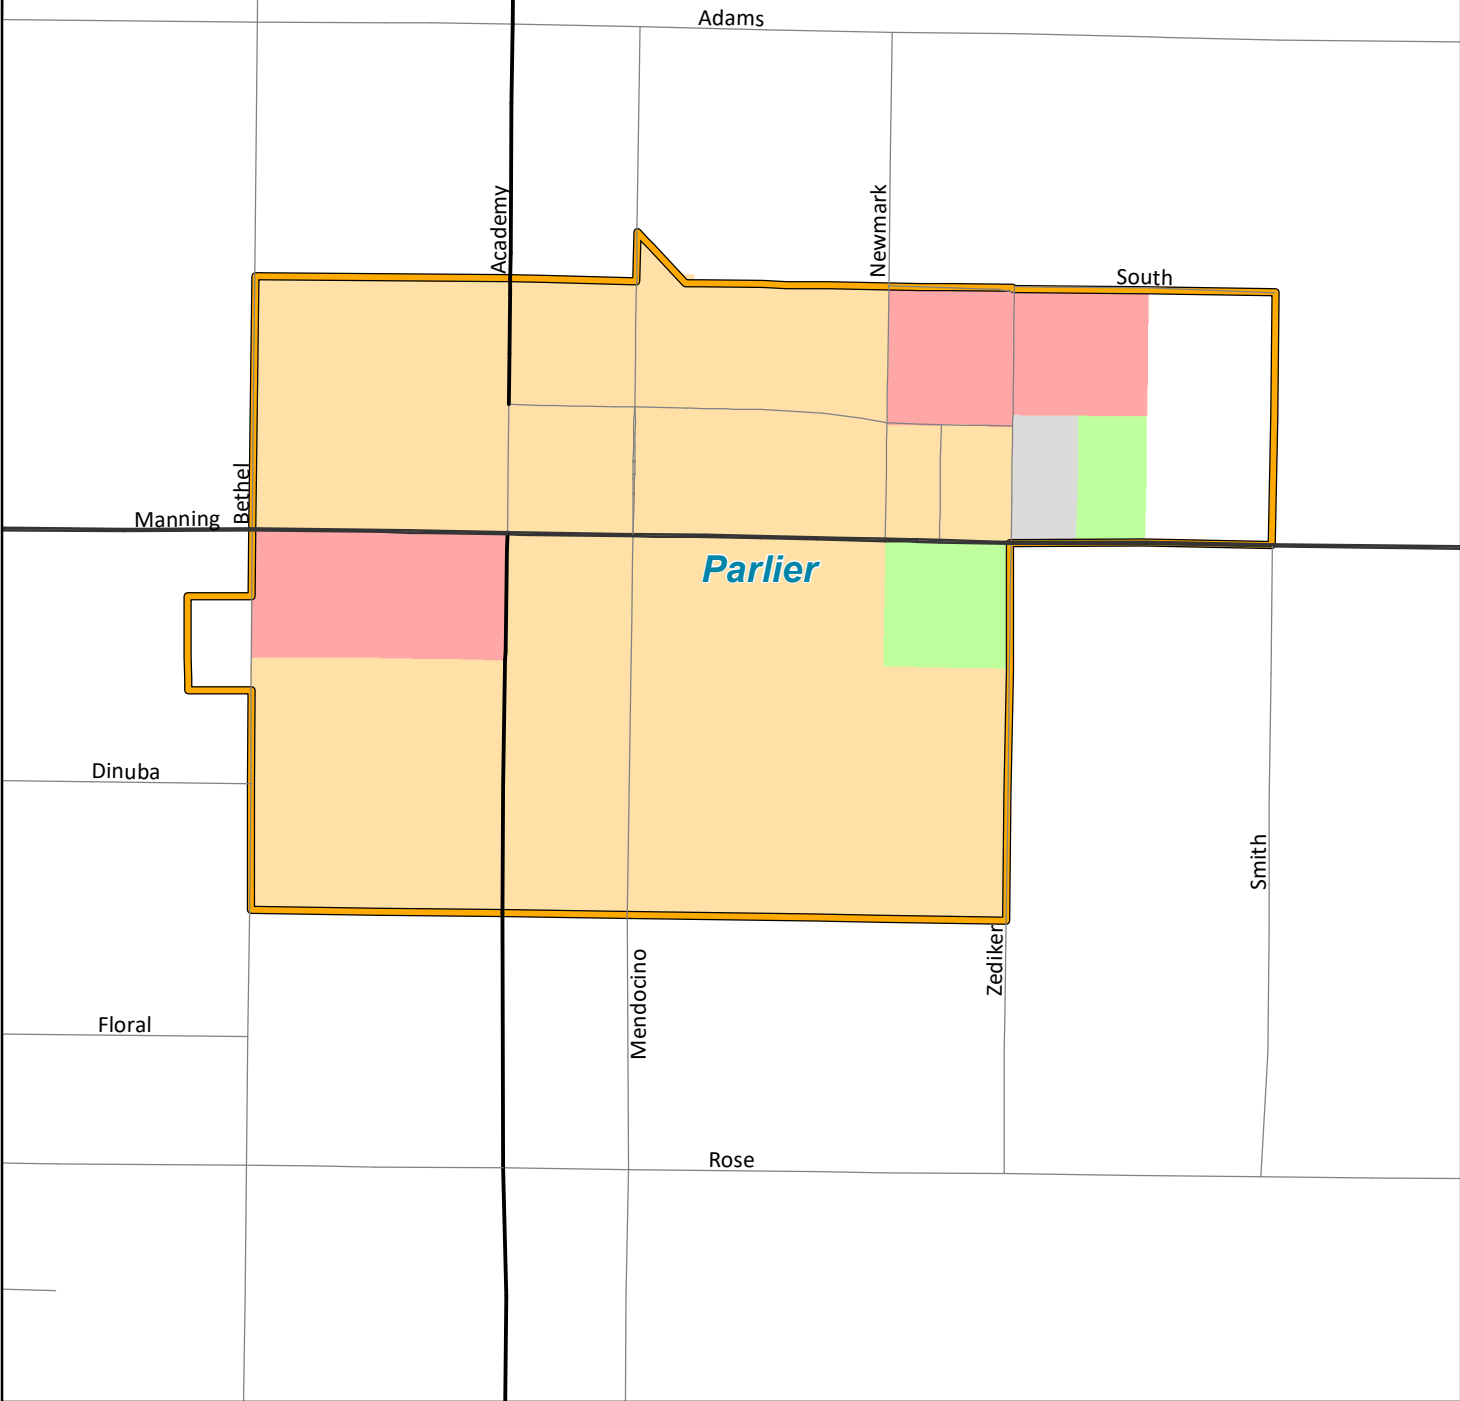 Adams
Academy
Newmark
South
Bethel
Manning
Parlier
Dinuba
Smith
Zediker
Mendocino
Floral
Rose